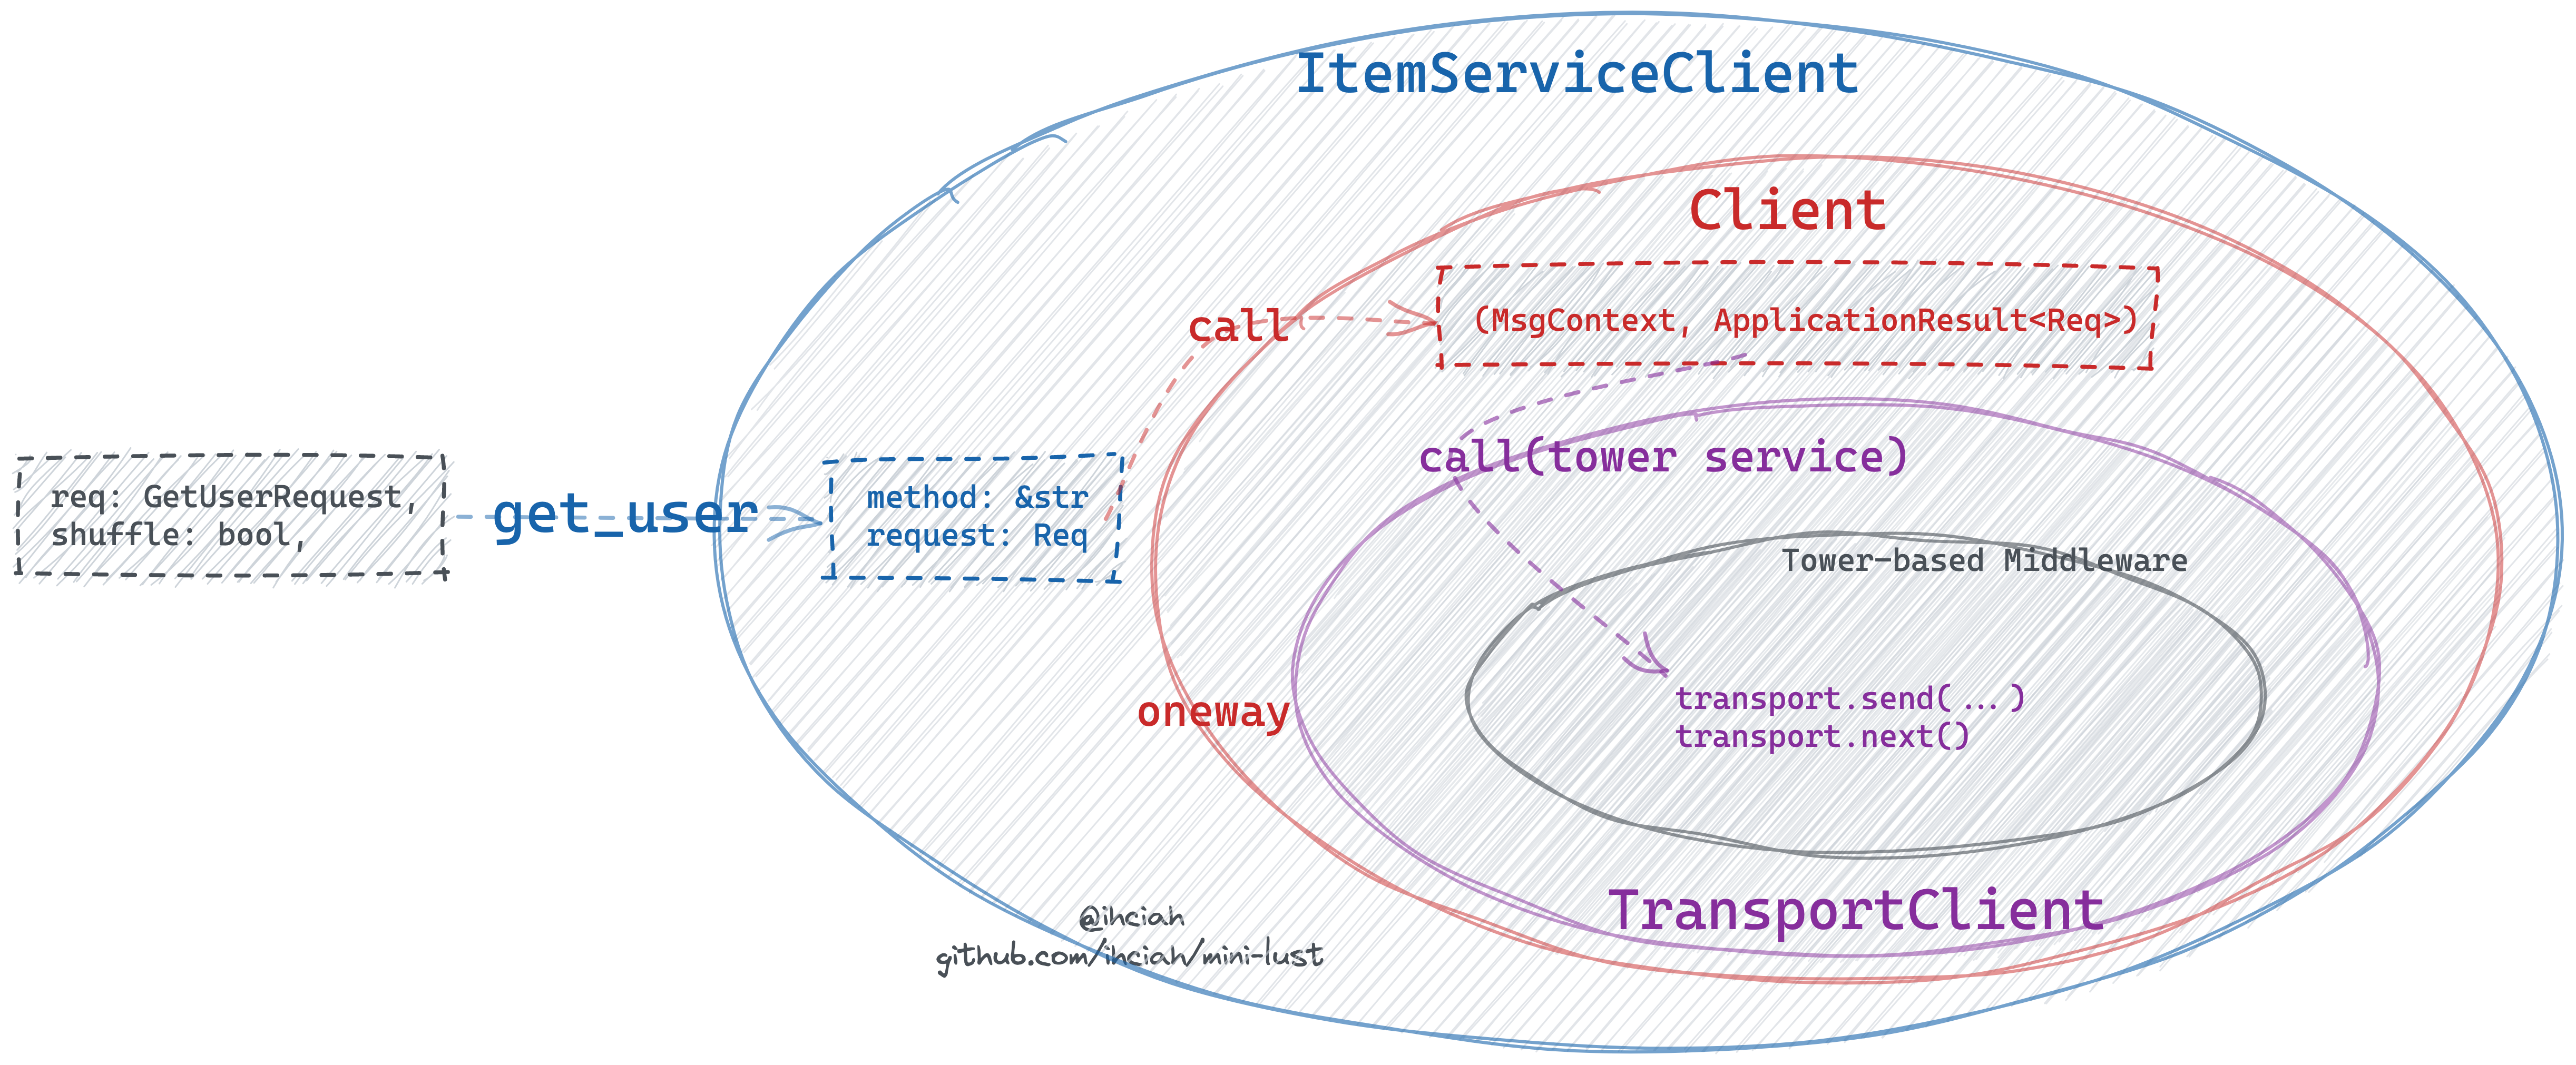 ItemServiceClient
Client
call
(MsgContext, ApplicationResult<Req>)
call(tower service)
req: GetUserRequest,
shuffle: bool,
get_user
method: &str
request: Req
Tower-based Middleware
transport.send(...)
transport.next()
oneway
TransportClient
@ihciah
github.com/ihciah/mini-lust